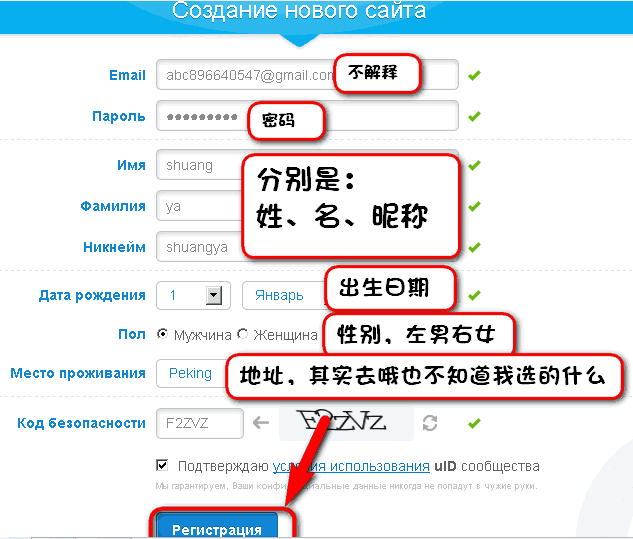 Создание нового сайта
Email abc896640547@gmail.com 不解释
Пароль ●●●●●●●●● 密码
Имя shuang 分别是：
姓、名、昵称
Фамилия ya
Никнейм shuangya
Дата рождения 1 Январь 出生日期
Пол Мужчина Женщина 性别，左男右女
Место проживания Peking 地址，其实去哦也不知道我选的什么
Код безопасности F2ZVZ F2ZVZ
Подтверждаю условия использования uID сообщества
Мы гарантируем, Ваши конфиденциальные данные никогда не попадут в чужие руки.
Регистрация